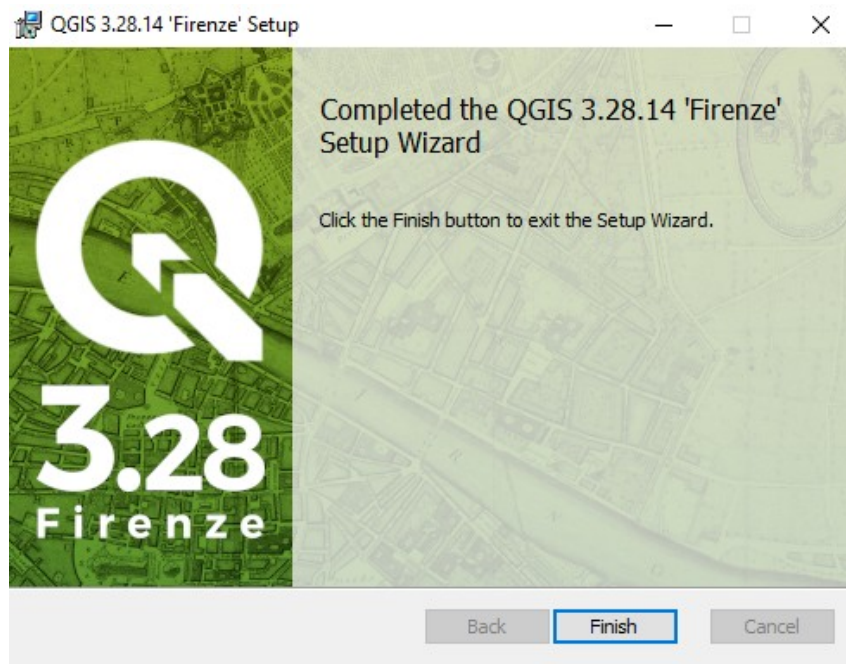 QGIS 3.28.14 'Firenze' Setup
Completed the QGIS 3.28.14 'Firenze'
Setup Wizard
Click the Finish button to exit the Setup Wizard.
3.28
Firenze
Back
Finish
Cancel